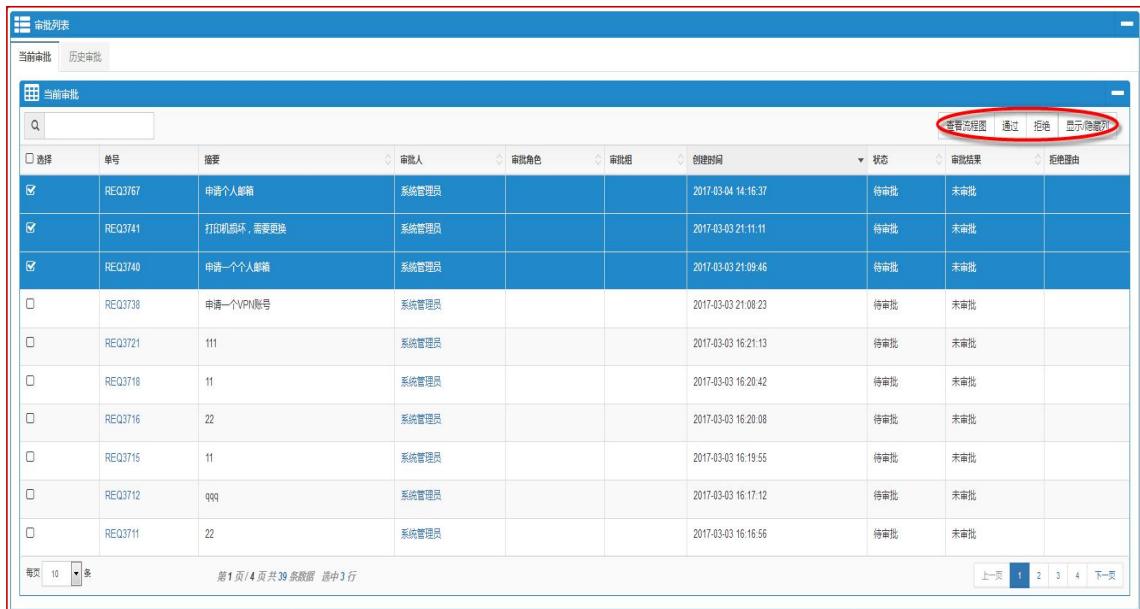 审批列表
当前审批 历史审批
当前审批
查看流程图 通过 拒绝 显示/隐藏列
选择 单号 摘要 审批人 审批角色 审批组 创建时间 状态 审批结果 拒绝理由
REQ3767 申请个人邮箱 系统管理员 2017-03-04 14:16:37 待审批 未审批
REQ3741 打印机损坏，需要更换 系统管理员 2017-03-03 21:11:11 待审批 未审批
REQ3740 申请一个个人邮箱 系统管理员 2017-03-03 21:09:46 待审批 未审批
REQ3738 申请一个VPN账号 系统管理员 2017-03-03 21:08:23 待审批 未审批
REQ3721 111 系统管理员 2017-03-03 16:21:13 待审批 未审批
REQ3718 11 系统管理员 2017-03-03 16:20:42 待审批 未审批
REQ3716 22 系统管理员 2017-03-03 16:20:08 待审批 未审批
REQ3715 11 系统管理员 2017-03-03 16:19:55 待审批 未审批
REQ3712 qqq 系统管理员 2017-03-03 16:17:12 待审批 未审批
REQ3711 22 系统管理员 2017-03-03 16:16:56 待审批 未审批
每页 10 条 第1页/4页共39条数据 选中3行 上一页 1 2 3 4 下一页